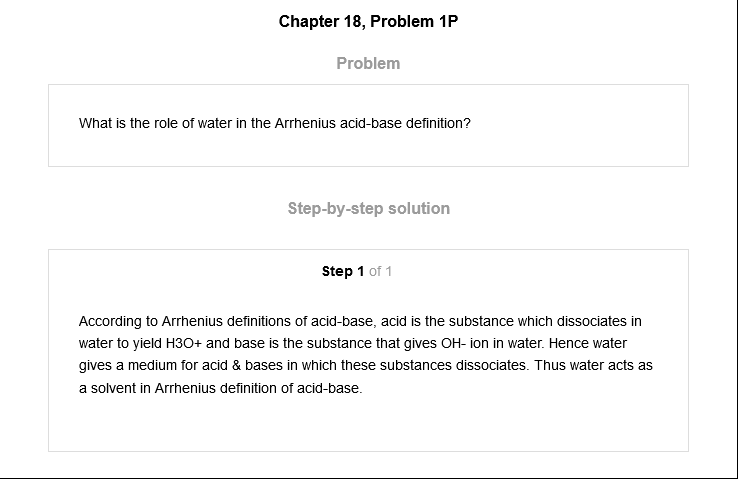 Chapter 18, Problem 1P
Problem
What is the role of water in the Arrhenius acid-base definition?
Step-by-step solution
Step 1 of 1
According to Arrhenius definitions of acid-base, acid is the substance which dissociates in
water to yield H3O+ and base is the substance that gives OH- ion in water. Hence water
gives a medium for acid & bases in which these substances dissociates. Thus water acts as
a solvent in Arrhenius definition of acid-base.